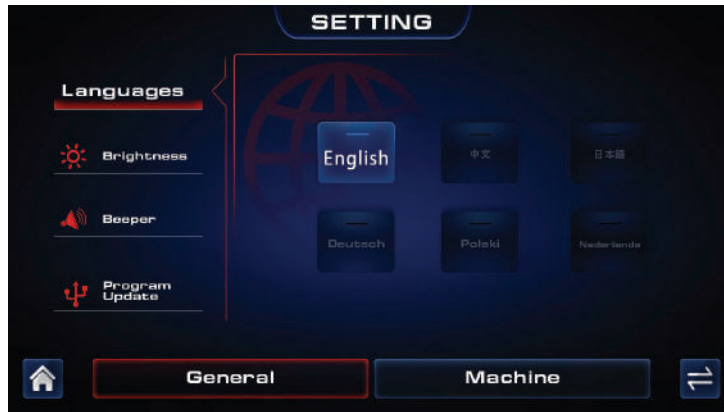 SETTING
Languages
Brightness
Beeper
Program
Update
English
中文
日本語
Deutsch
Polski
Nederlands
General
Machine